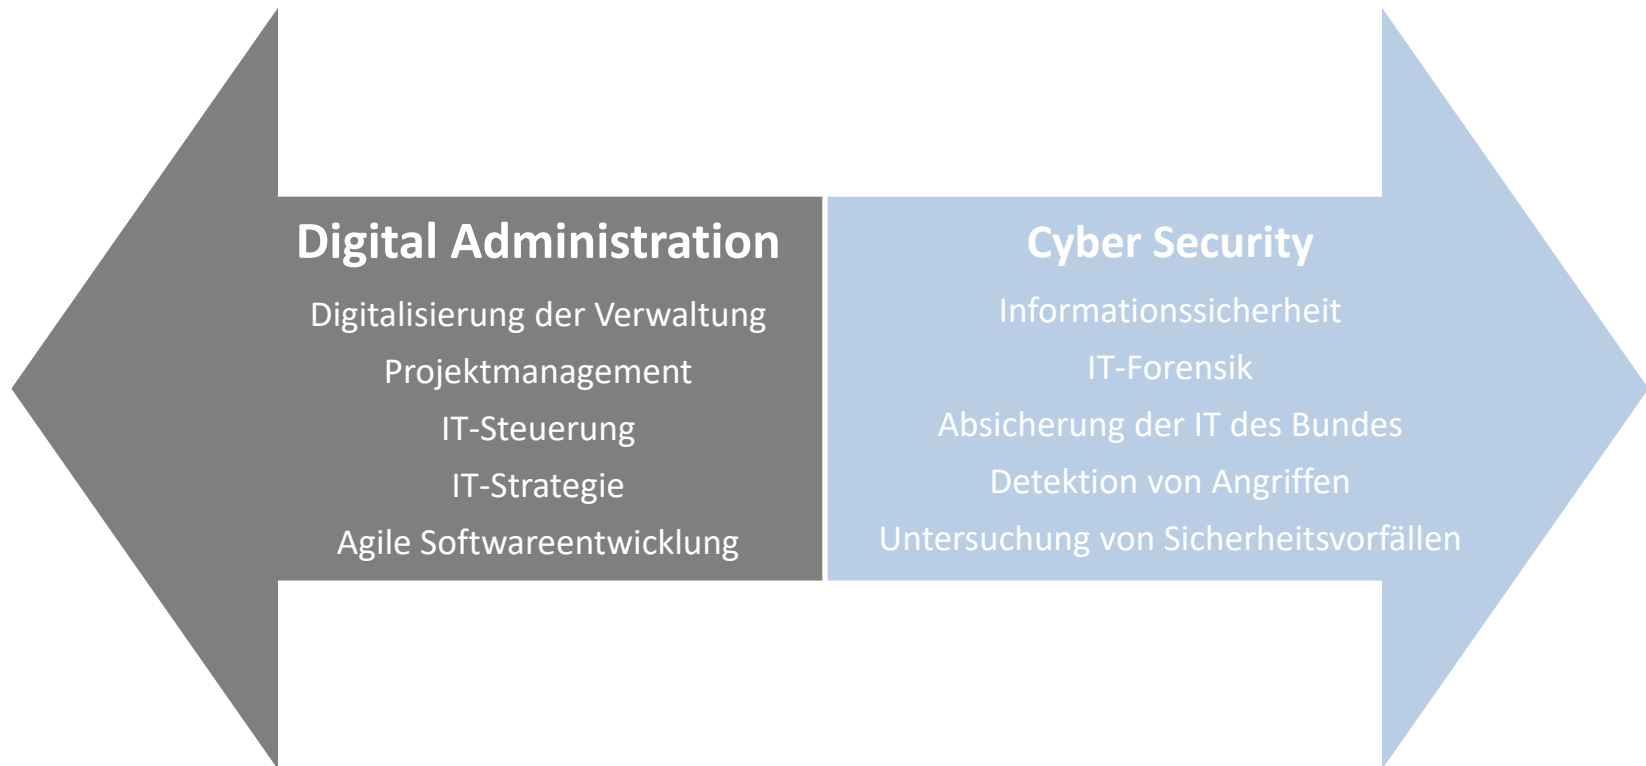 Digital Administration
Digitalisierung der Verwaltung
Projektmanagement
IT-Steuerung
IT-Strategie
Agile Softwareentwicklung
Cyber Security
Informationssicherheit
IT-Forensik
Absicherung der IT des Bundes
Detektion von Angriffen
Untersuchung von Sicherheitsvorfällen